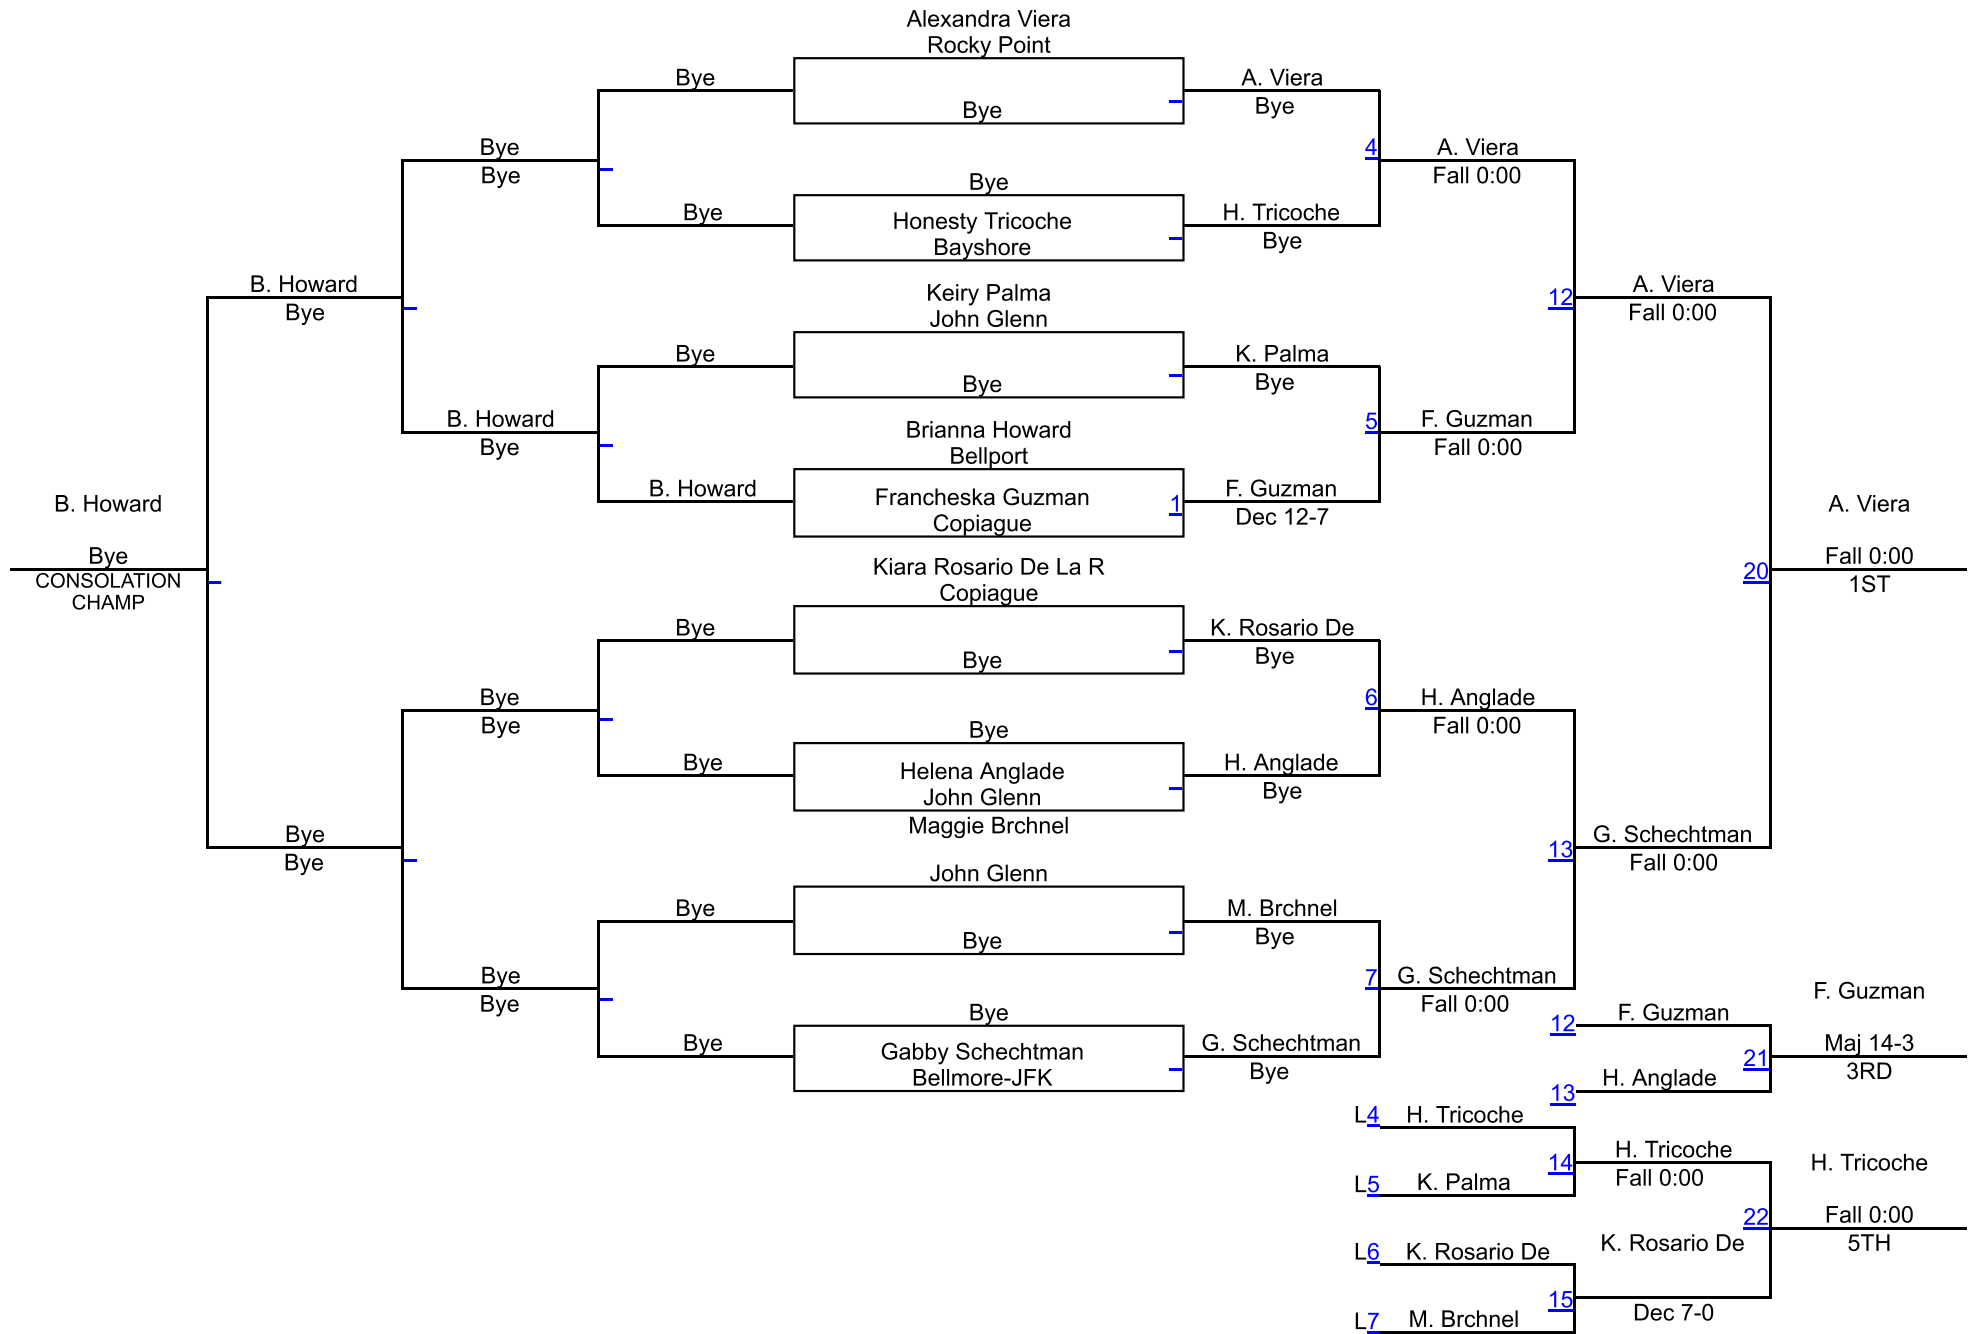 Alexandra Viera
Rocky Point
Bye
A. Viera
Bye
Bye
Bye
4
A. Viera
Bye
Bye
Fall 0:00
Bye
Bye
Honesty Tricoche
H. Tricoche
Bayshore
Bye
B. Howard
Keiry Palma
12
A. Viera
Bye
John Glenn
Fall 0:00
Bye
K. Palma
Bye
Bye
B. Howard
5
F. Guzman
Bye
Brianna Howard
Fall 0:00
Bellport
B. Howard
Francheska Guzman
1
F. Guzman
Copiague
Dec 12-7
B. Howard
A. Viera
Bye
Fall 0:00
CONSOLATION
CHAMP
20
1ST
Kiara Rosario De La R
Copiague
Bye
K. Rosario De
Bye
Bye
Bye
6
H. Anglade
Bye
Bye
Fall 0:00
Bye
Helena Anglade
H. Anglade
John Glenn
Bye
Maggie Brchnel
Bye
13
G. Schechtman
Bye
Fall 0:00
John Glenn
Bye
M. Brchnel
Bye
Bye
Bye
7
G. Schechtman
Bye
Fall 0:00
F. Guzman
Bye
12
F. Guzman
Bye
Gabby Schechtman
G. Schechtman
Bellmore-JFK
Bye
21
Maj 14-3
3RD
13
H. Anglade
L4
H. Tricoche
14
H. Tricoche
Fall 0:00
H. Tricoche
L5
K. Palma
22
Fall 0:00
5TH
L6
K. Rosario De
K. Rosario De
15
Dec 7-0
L7
M. Brchnel